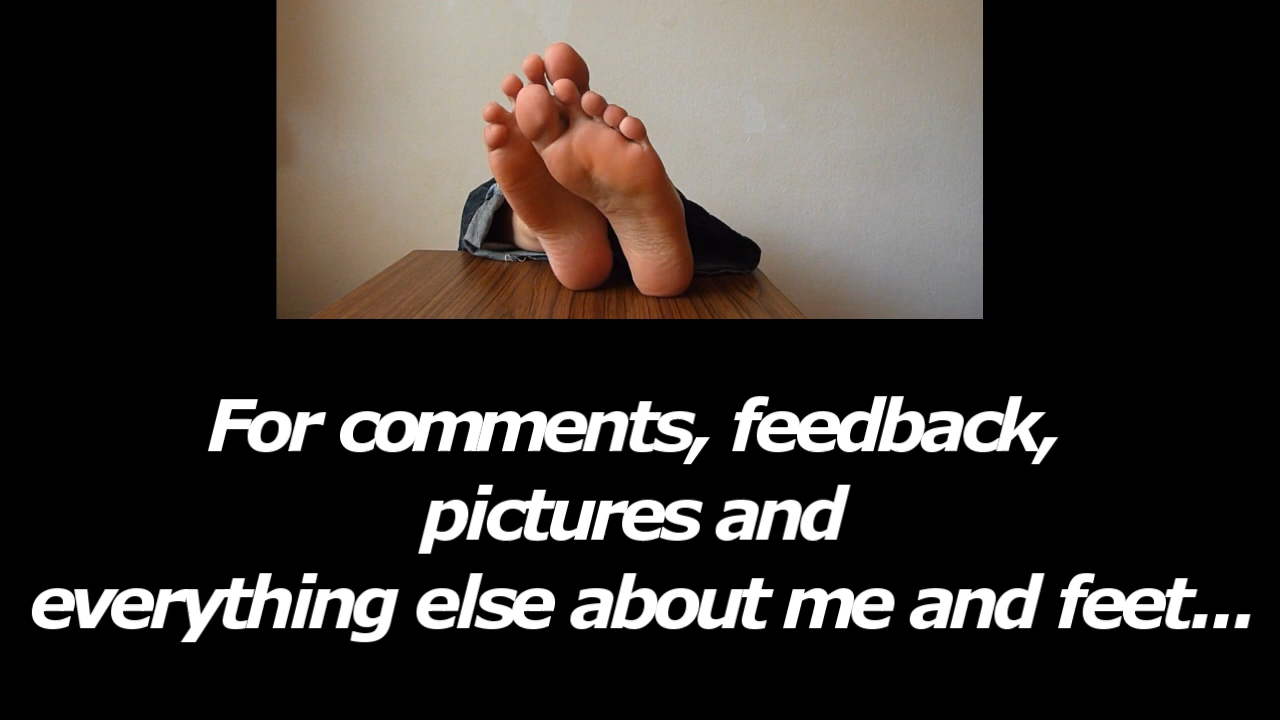 For comments, feedback,
pictures and
everything else about me and feet...